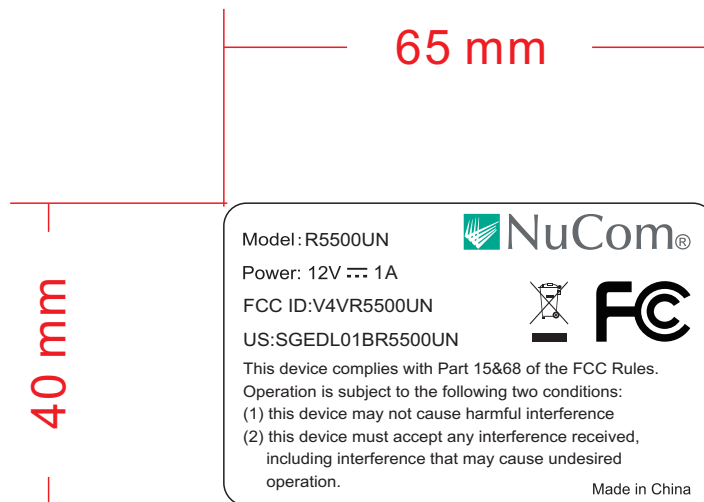 65 mm
40 mm
NuCom®
Model: R5500UN
Power: 12V ⎓ 1A
FCC ID:V4VR5500UN
US:SGEDL01BR5500UN
FC
This device complies with Part 15&68 of the FCC Rules.
Operation is subject to the following two conditions:
(1) this device may not cause harmful interference
(2) this device must accept any interference received,
including interference that may cause undesired
operation.
Made in China